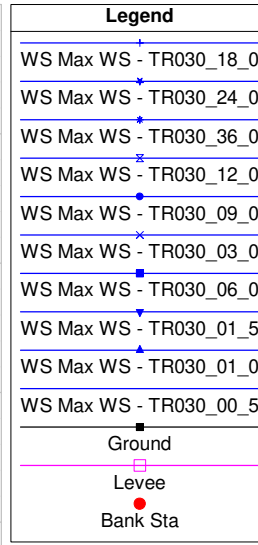 Legend
WS Max WS - TR030_18_0
WS Max WS - TR030_24_0
WS Max WS - TR030_36_0
WS Max WS - TR030_12_0
WS Max WS - TR030_09_0
WS Max WS - TR030_03_0
WS Max WS - TR030_06_0
WS Max WS - TR030_01_5
WS Max WS - TR030_01_0
WS Max WS - TR030_00_5
Ground
Levee
Bank Sta